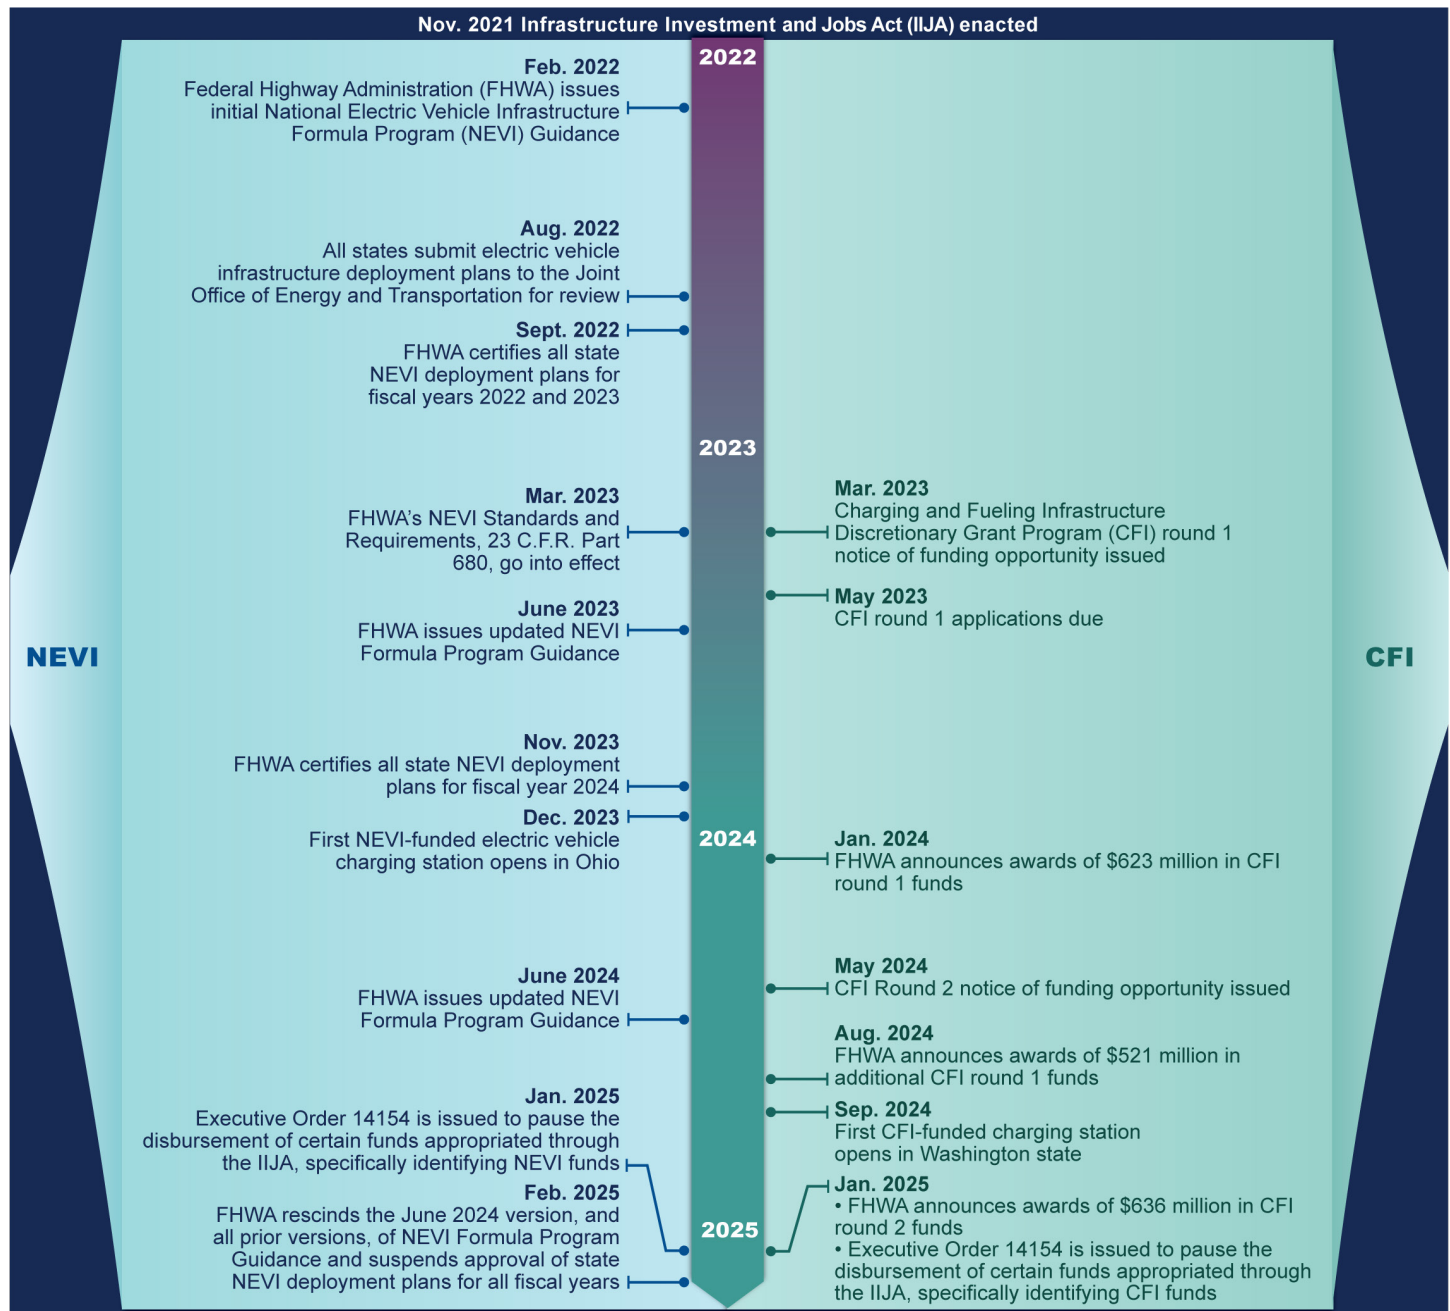 Nov. 2021 Infrastructure Investment and Jobs Act (IIJA) enacted
NEVI
Feb. 2022
Federal Highway Administration (FHWA) issues
initial National Electric Vehicle Infrastructure
Formula Program (NEVI) Guidance
Aug. 2022
All states submit electric vehicle
infrastructure deployment plans to the Joint
Office of Energy and Transportation for review
Sept. 2022
FHWA certifies all state
NEVI deployment plans for
fiscal years 2022 and 2023
Mar. 2023
FHWA’s NEVI Standards and
Requirements, 23 C.F.R. Part
680, go into effect
June 2023
FHWA issues updated NEVI
Formula Program Guidance
Nov. 2023
FHWA certifies all state NEVI deployment
plans for fiscal year 2024
Dec. 2023
First NEVI-funded electric vehicle
charging station opens in Ohio
June 2024
FHWA issues updated NEVI
Formula Program Guidance
Jan. 2025
Executive Order 14154 is issued to pause the
disbursement of certain funds appropriated through
the IIJA, specifically identifying NEVI funds
Feb. 2025
FHWA rescinds the June 2024 version, and
all prior versions, of NEVI Formula Program
Guidance and suspends approval of state
NEVI deployment plans for all fiscal years
2022
2023
2024
2025
Mar. 2023
Charging and Fueling Infrastructure
Discretionary Grant Program (CFI) round 1
notice of funding opportunity issued
May 2023
CFI round 1 applications due
Jan. 2024
FHWA announces awards of $623 million in CFI
round 1 funds
May 2024
CFI Round 2 notice of funding opportunity issued
Aug. 2024
FHWA announces awards of $521 million in
additional CFI round 1 funds
Sep. 2024
First CFI-funded charging station
opens in Washington state
Jan. 2025
• FHWA announces awards of $636 million in CFI
round 2 funds
• Executive Order 14154 is issued to pause the
disbursement of certain funds appropriated through
the IIJA, specifically identifying CFI funds
CFI